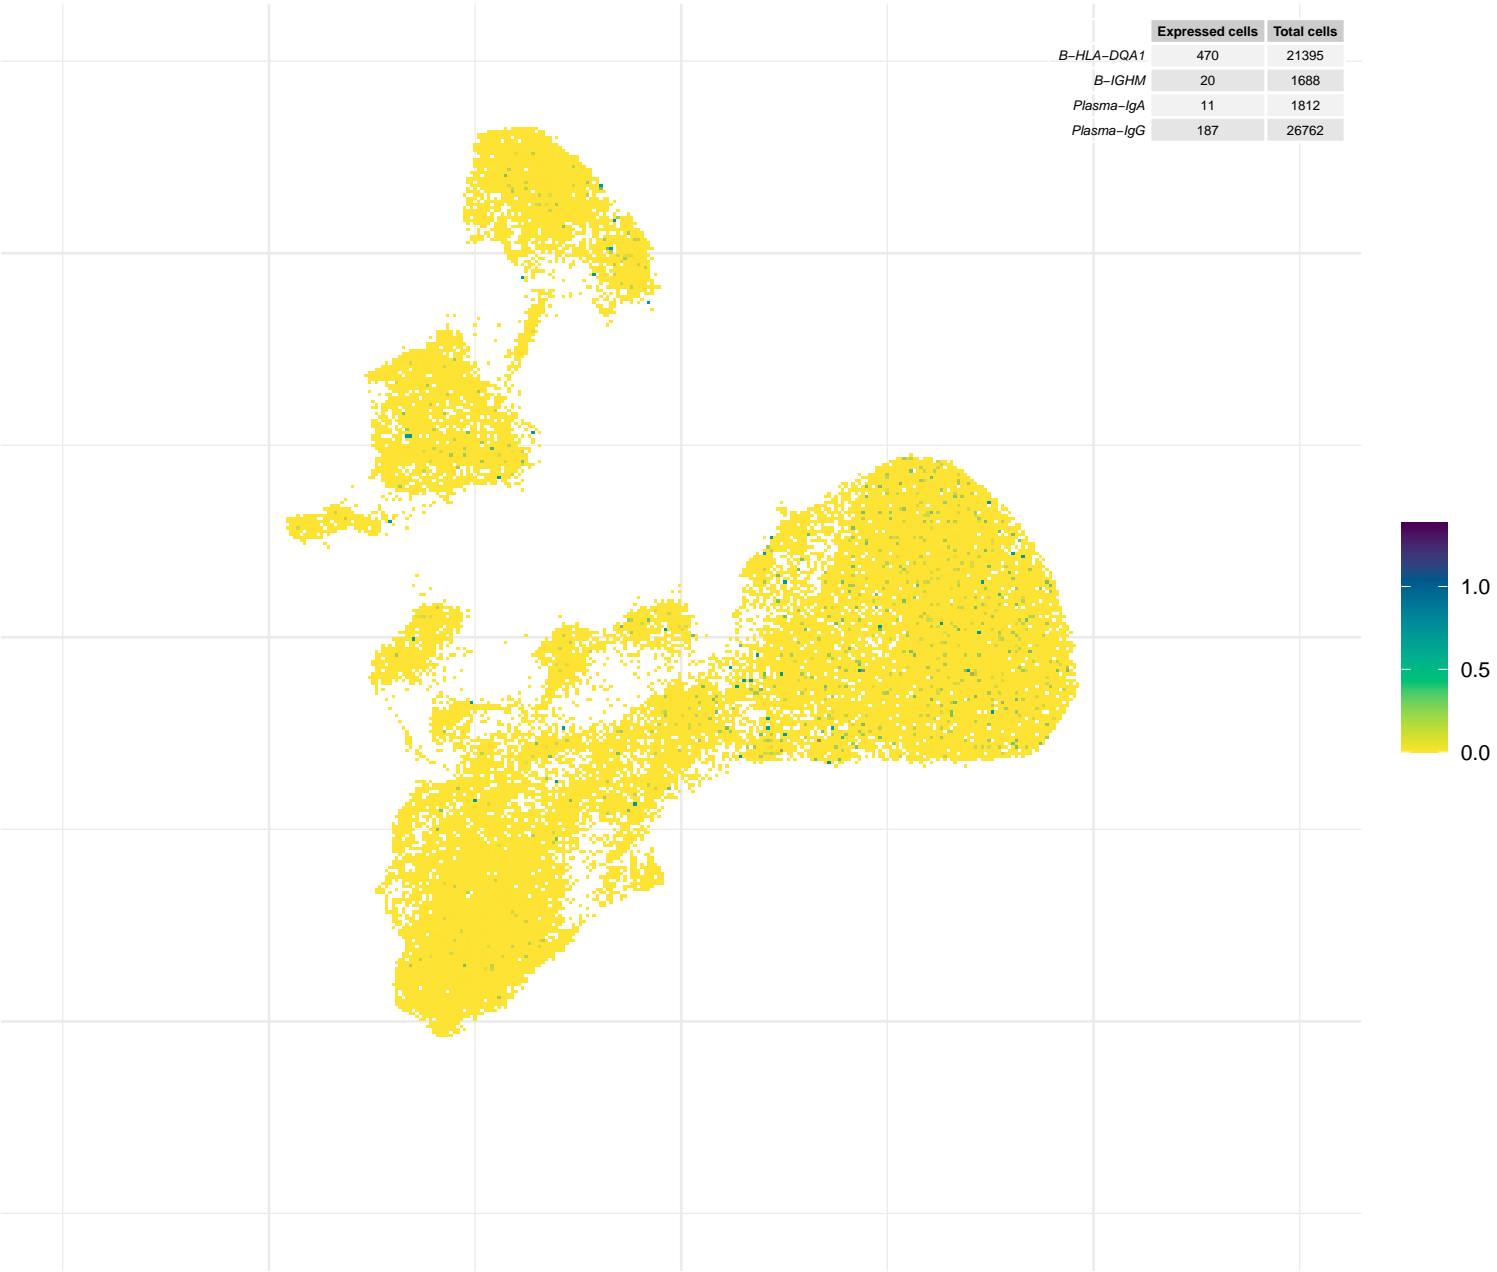 Expressed cells Total cells
B−HLA−DQA1 470 21395
B−IGHM 20 1688
Plasma−IgA 11 1812
Plasma−IgG 187 26762
1.0
0.5
0.0